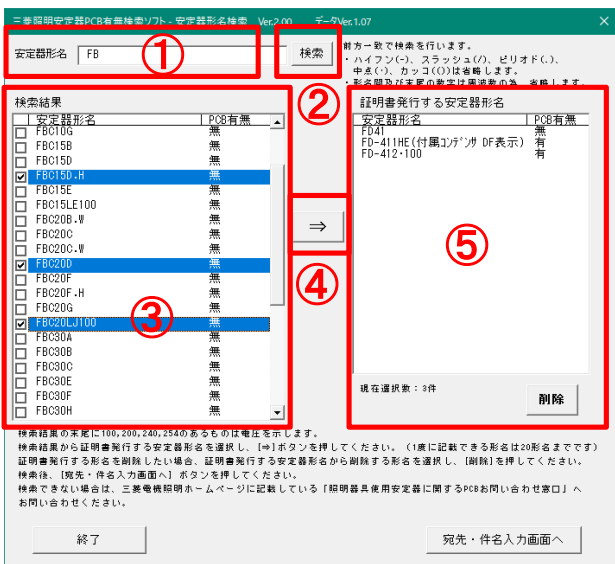 三菱照明安定器PCB有無検索ソフト - 安定器形名検索 Ver.2.00 データVer.1.07
安定器形名 FB
①
検索
②
前方一致で検索を行います。
・ハイフン(-)、スラッシュ(/)、ピリオド(.)、
中点(・)、カッコ(())は省略します。
検索結果
安定器形名 PCB有無
FBC10G 無
FBC15B 無
FBC15D 無
FBC15D.H 無
FBC15E 無
FBC15LE100 無
FBC20B.W 無
FBC20C 無
FBC20C.W 無
FBC20D 無
FBC20F 無
FBC20F.H 無
FBC20G 無
FBC20LJ100 無
FBC30A 無
FBC30B 無
FBC30C 無
FBC30E 無
FBC30F 無
FBC30H 無
③
⇒
④
証明書発行する安定器形名
安定器形名 PCB有無
FD41 無
FD-411HE(付属コンデンサ DF表示) 有
FD-412・100 有
⑤
現在選択数：3件
削除
検索結果の末尾に100,200,240,254のあるものは電圧を示します。
検索結果から証明書発行する安定器形名を選択し、[⇒]ボタンを押してください。（1度に記載できる形名は20形名までです）
証明書発行する形名を削除したい場合、証明書発行する安定器形名から削除する形名を選択し、[削除]を押してください。
検索後、[宛先・件名入力画面へ] ボタンを押してください。
検索できない場合は、三菱電機照明ホームページに記載している「照明器具使用安定器に関するPCBお問い合わせ窓口」へ
お問い合わせください。
終了
宛先・件名入力画面へ